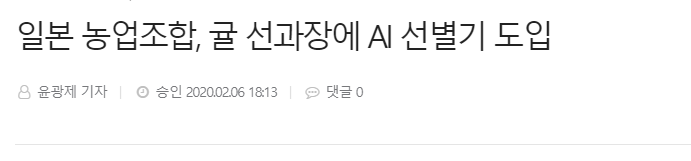 일본 농업조합, 귤 선과장에 AI 선별기 도입
윤광제 기자 승인 2020.02.06 18:13 댓글 0